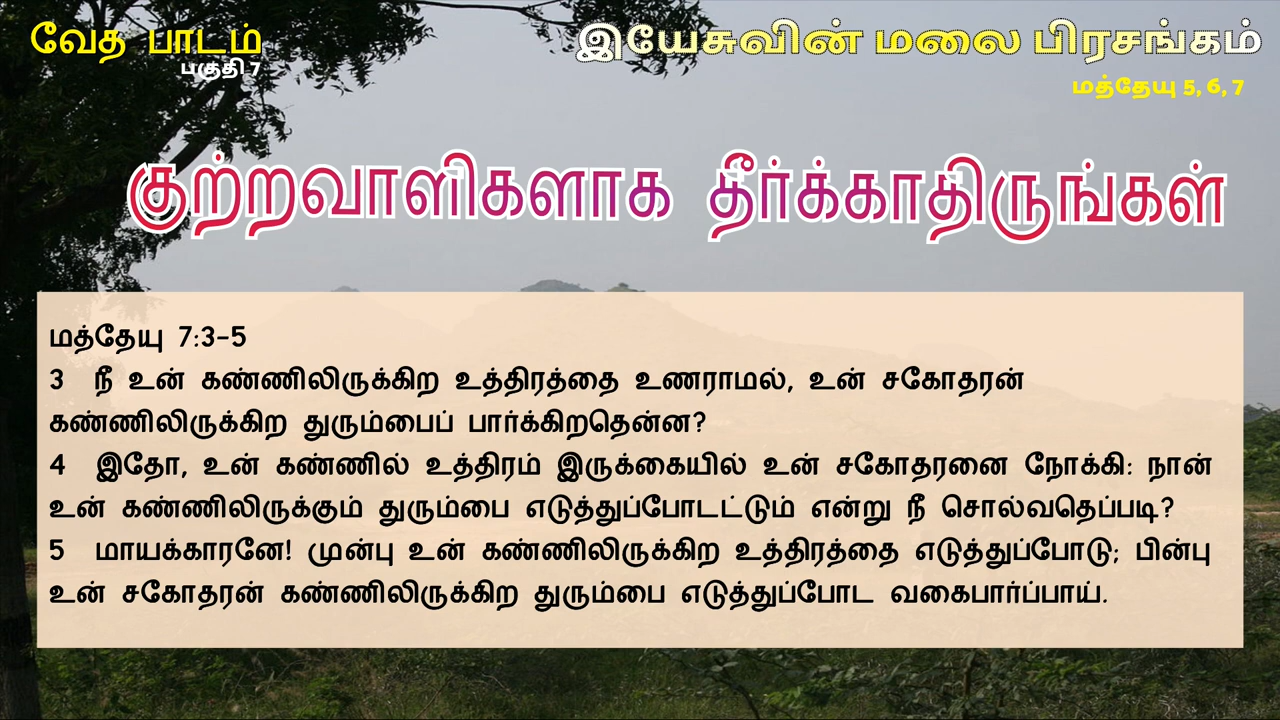 வேத பாடம்
பகுதி 7
இயேசுவின் மலை பிரசங்கம்
மத்தேயு 5, 6, 7
குற்றவாளிகளாக தீர்க்காதிருங்கள்
மத்தேயு 7:3-5
3 நீ உன் கண்ணிலிருக்கிற உத்திரத்தை உணராமல், உன் சகோதரன்
கண்ணிலிருக்கிற துரும்பைப் பார்க்கிறதென்ன?
4 இதோ, உன் கண்ணில் உத்திரம் இருக்கையில் உன் சகோதரனை நோக்கி: நான்
உன் கண்ணிலிருக்கும் துரும்பை எடுத்துப்போடட்டும் என்று நீ சொல்வதெப்படி?
5 மாயக்காரனே! முன்பு உன் கண்ணிலிருக்கிற உத்திரத்தை எடுத்துப்போடு; பின்பு
உன் சகோதரன் கண்ணிலிருக்கிற துரும்பை எடுத்துப்போட வகைபார்ப்பாய்.